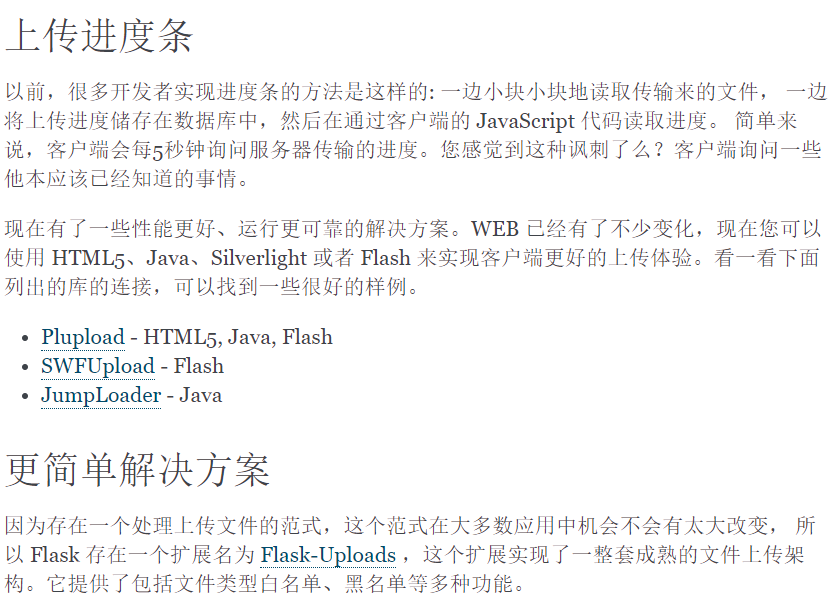 上传进度条
以前，很多开发者实现进度条的方法是这样的: 一边小块小块地读取传输来的文件， 一边
将上传进度储存在数据库中，然后在通过客户端的 JavaScript 代码读取进度。 简单来
说，客户端会每5秒钟询问服务器传输的进度。您感觉到这种讽刺了么？客户端询问一些
他本应该已经知道的事情。
现在有了一些性能更好、运行更可靠的解决方案。WEB 已经有了不少变化，现在您可以
使用 HTML5、Java、Silverlight 或者 Flash 来实现客户端更好的上传体验。看一看下面
列出的库的连接，可以找到一些很好的样例。
• Plupload - HTML5, Java, Flash
• SWFUpload - Flash
• JumpLoader - Java
更简单解决方案
因为存在一个处理上传文件的范式，这个范式在大多数应用中机会不会有太大改变， 所
以 Flask 存在一个扩展名为 Flask-Uploads ，这个扩展实现了一整套成熟的文件上传架
构。它提供了包括文件类型白名单、黑名单等多种功能。